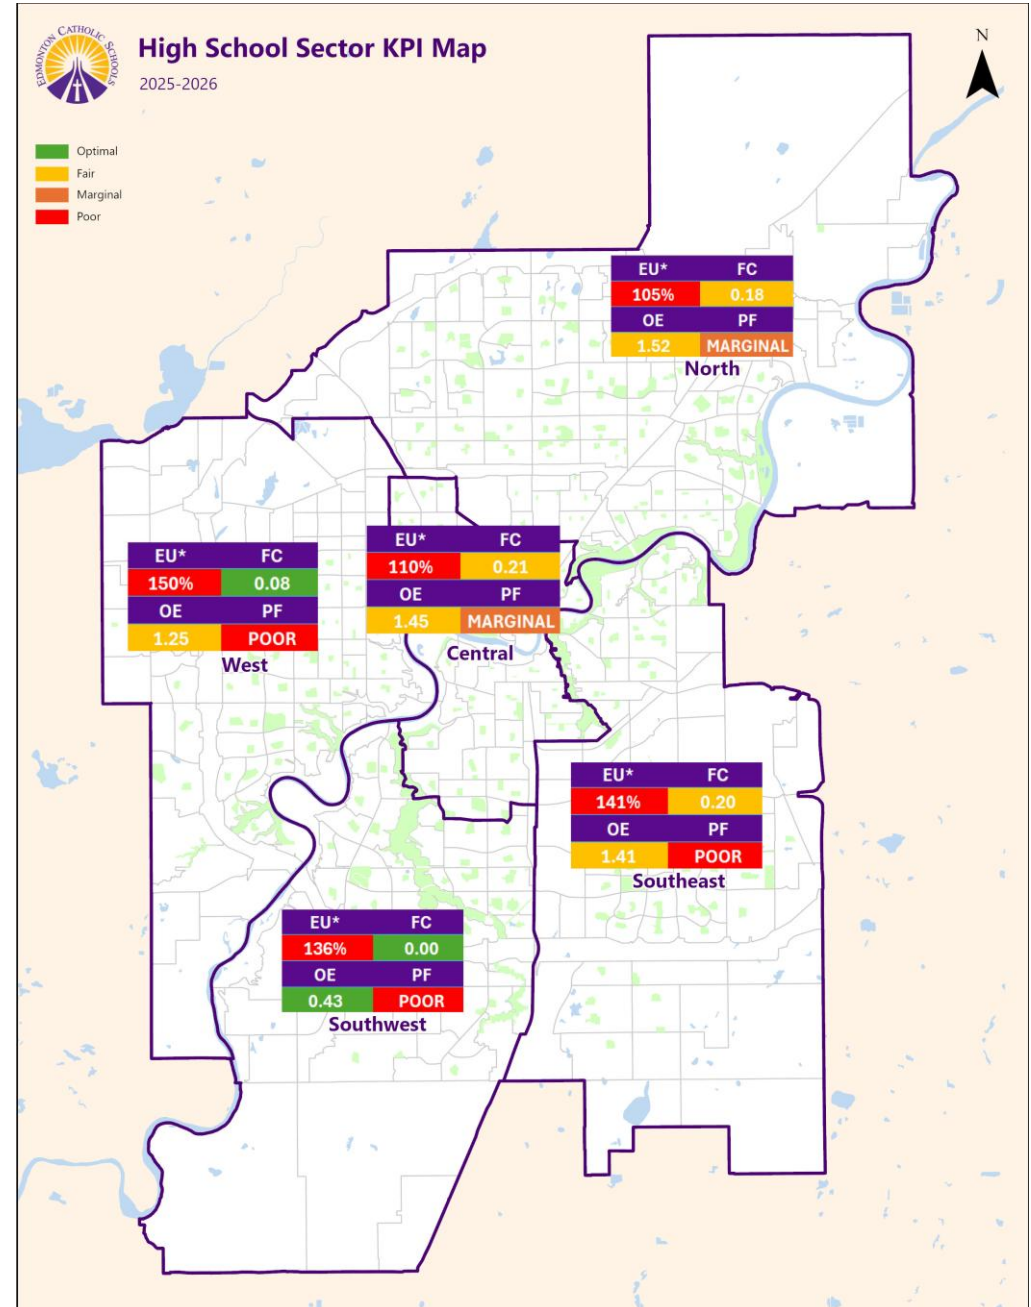 EDMONTON CATHOLIC SCHOOLS
High School Sector KPI Map
2025-2026
N
Optimal
Fair
Marginal
Poor
EU* FC
105% 0.18
OE PF
1.52 MARGINAL
North
EU* FC
150% 0.08
OE PF
1.25 POOR
West
EU* FC
110% 0.21
OE PF
1.45 MARGINAL
Central
EU* FC
141% 0.20
OE PF
1.41 POOR
Southeast
EU* FC
136% 0.00
OE PF
0.43 POOR
Southwest